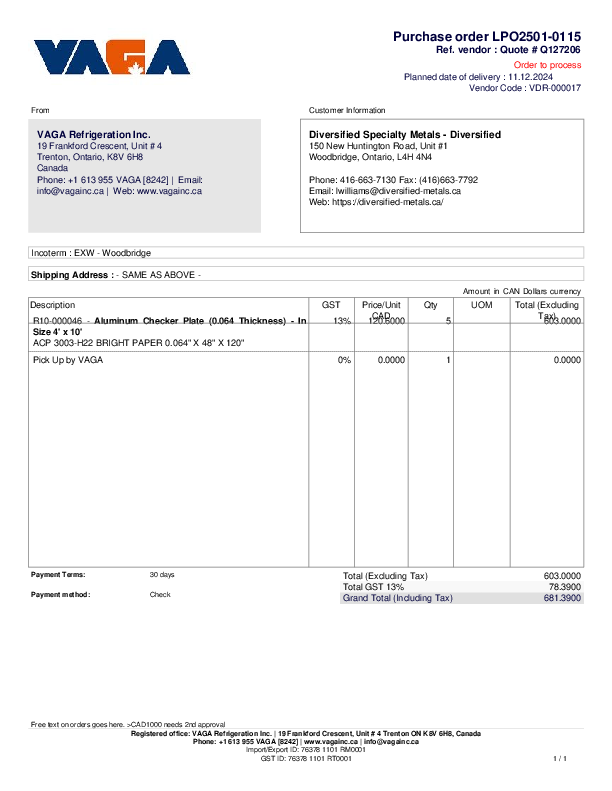 VAGA
Purchase order LPO2501-0115
Ref. vendor : Quote # Q127206
Order to process
Planned date of delivery : 11.12.2024
Vendor Code : VDR-000017
From
Customer Information
VAGA Refrigeration Inc.
19 Frankford Crescent, Unit # 4
Trenton, Ontario, K8V 6H8
Canada
Phone: +1 613 955 VAGA [8242] | Email:
info@vagainc.ca | Web: www.vagainc.ca
Diversified Specialty Metals - Diversified
150 New Huntington Road, Unit #1
Woodbridge, Ontario, L4H 4N4
Phone: 416-663-7130 Fax: (416)663-7792
Email: lwilliams@diversified-metals.ca
Web: https://diversified-metals.ca/
Incoterm : EXW - Woodbridge
Shipping Address : - SAME AS ABOVE -
Amount in CAN Dollars currency
Description GST Price/Unit CAD Qty UOM Total (Excluding Tax)
R10-000046 - Aluminum Checker Plate (0.064 Thickness) - In 13% 120.6000 5 603.0000
Size 4' x 10'
ACP 3003-H22 BRIGHT PAPER 0.064" X 48" X 120"
Pick Up by VAGA 0% 0.0000 1 0.0000
Payment Terms: 30 days
Payment method: Check
Total (Excluding Tax) 603.0000
Total GST 13% 78.3900
Grand Total (Including Tax) 681.3900
Free text on orders goes here. >CAD1000 needs 2nd approval
Registered office: VAGA Refrigeration Inc. | 19 Frankford Crescent, Unit # 4 Trenton ON K8V 6H8, Canada
Phone: +1 613 955 VAGA [8242] | www.vagainc.ca | info@vagainc.ca
Import/Export ID: 76378 1101 RM0001
GST ID: 76378 1101 RT0001
1 / 1